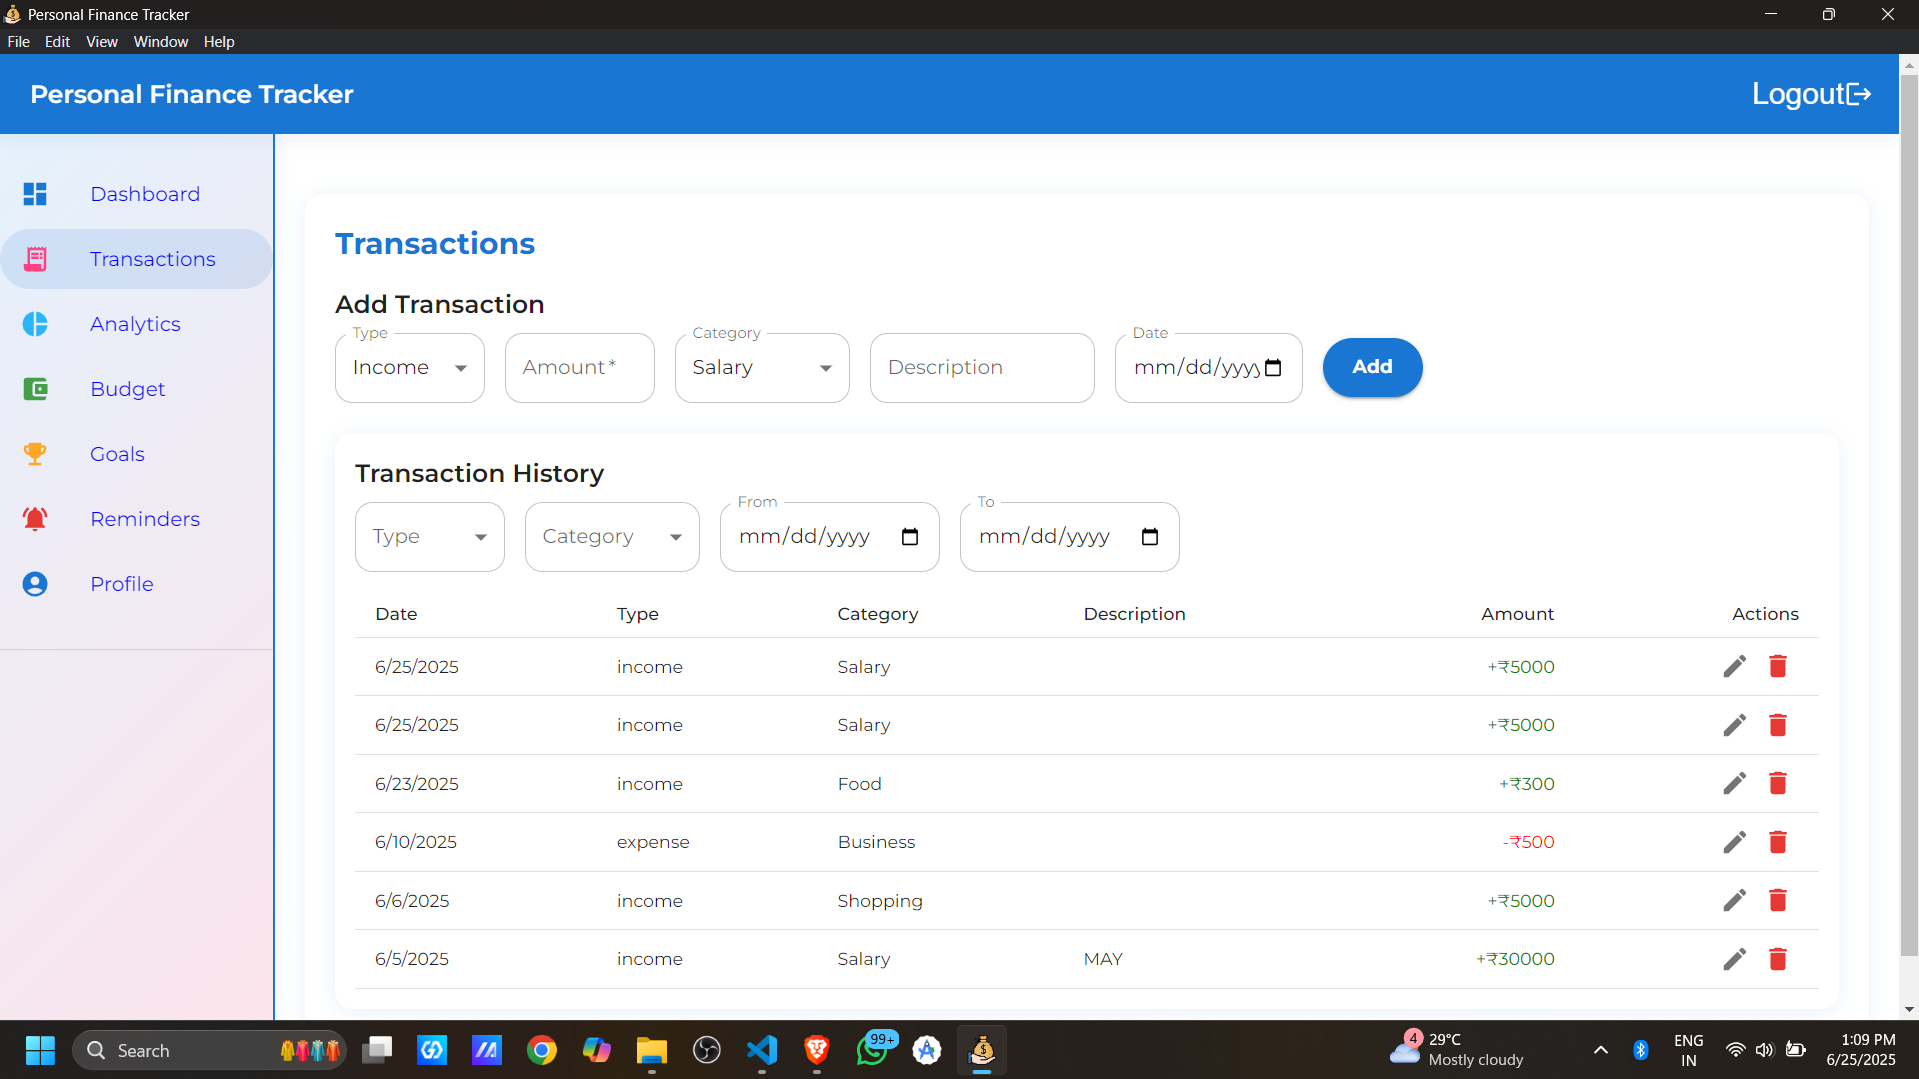 Personal Finance Tracker
File Edit View Window Help
Personal Finance Tracker
Logout
Dashboard
Transactions
Analytics
Budget
Goals
Reminders
Profile
Transactions
Add Transaction
Type Category Date
Income Amount* Salary Description mm/dd/yyyy Add
Transaction History
From To
Type Category mm/dd/yyyy mm/dd/yyyy
Date Type Category Description Amount Actions
6/25/2025 income Salary +₹5000
6/25/2025 income Salary +₹5000
6/23/2025 income Food +₹300
6/10/2025 expense Business -₹500
6/6/2025 income Shopping +₹5000
6/5/2025 income Salary MAY +₹30000
Search
99+
4
29°C
Mostly cloudy
ENG
IN
1:09 PM
6/25/2025